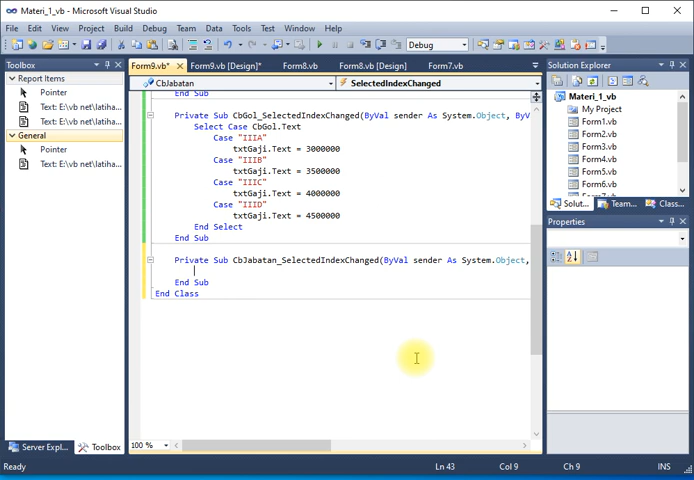 Materi_1_vb - Microsoft Visual Studio
File Edit View Project Build Debug Team Data Tools Test Analyze Window Help
Debug
Toolbox
Report Items
Pointer
Text: E:\vb net\latiha...
Text: E:\vb net\latiha...
General
Pointer
Text: E:\vb net\latiha...
Server Expl... Toolbox
Form9.vb* Form9.vb [Design]* Form8.vb Form8.vb [Design] Form7.vb
CbJabatan SelectedIndexChanged
End Sub
Private Sub CbGol_SelectedIndexChanged(ByVal sender As System.Object, ByV
Select Case CbGol.Text
Case "IIIA"
txtGaji.Text = 3000000
Case "IIIB"
txtGaji.Text = 3500000
Case "IIIC"
txtGaji.Text = 4000000
Case "IIID"
txtGaji.Text = 4500000
End Select
End Sub
Private Sub CbJabatan_SelectedIndexChanged(ByVal sender As System.Object,
End Sub
End Class
100 %
Solution Explorer
Materi_1_vb
My Project
Form1.vb
Form2.vb
Form3.vb
Form4.vb
Form5.vb
Form6.vb
Solut... Team... Class...
Properties
Ready Ln 43 Col 9 Ch 9 INS